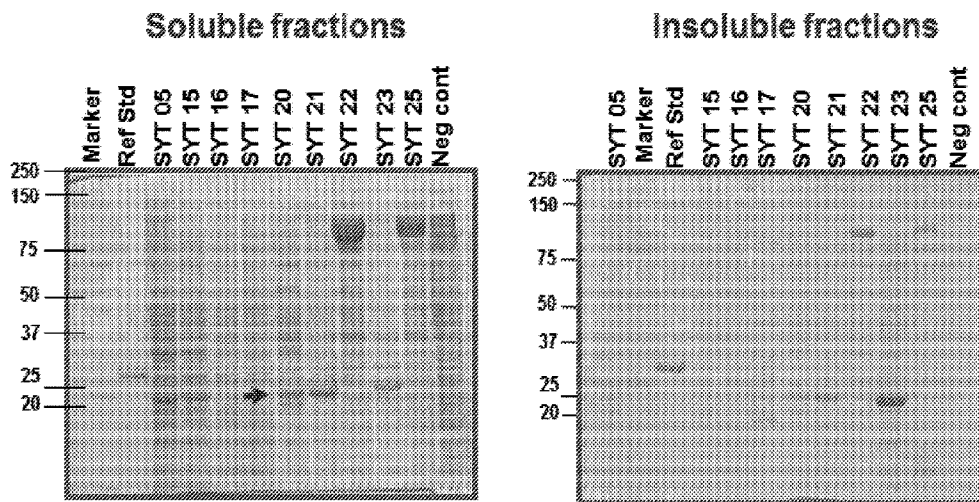 Soluble fractions
Marker
Ref Std
SYT 05
SYT 15
SYT 16
SYT 17
SYT 20
SYT 21
SYT 22
SYT 23
SYT 25
Neg cont
250
150
75
50
37
25
20
Insoluble fractions
SYT 05
Marker
Ref Std
SYT 15
SYT 16
SYT 17
SYT 20
SYT 21
SYT 22
SYT 23
SYT 25
Neg cont
250
150
75
50
37
25
20